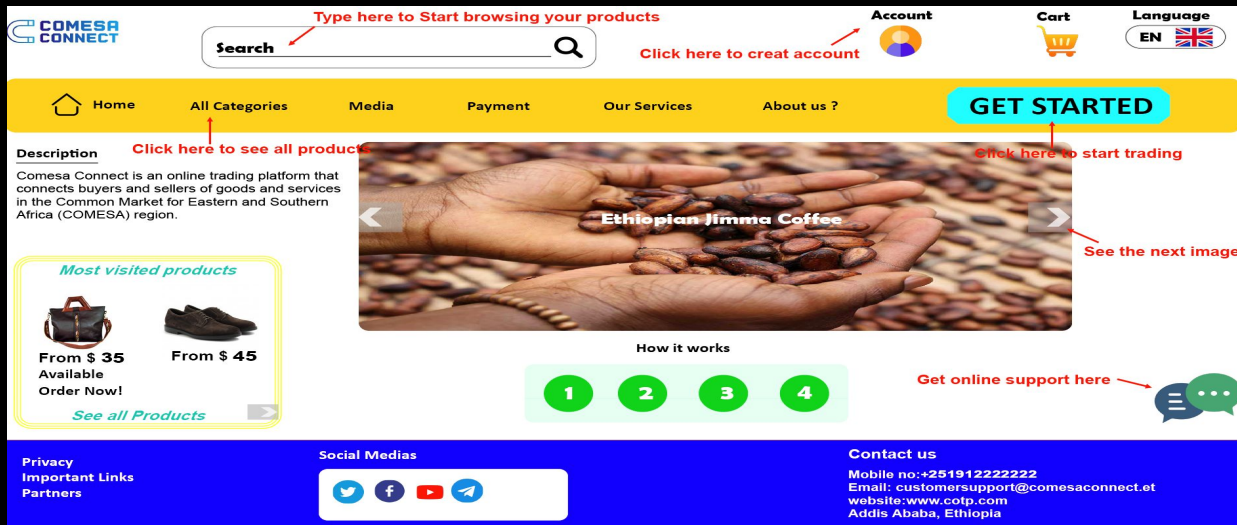 COMESA
CONNECT
Type here to Start browsing your products
Search
Click here to creat account
Account
Cart
Language
EN
Home
All Categories
Media
Payment
Our Services
About us ?
GET STARTED
Click here to see all products
Click here to start trading
Description
Comesa Connect is an online trading platform that
connects buyers and sellers of goods and services
in the Common Market for Eastern and Southern
Africa (COMESA) region.
Ethiopian Jimma Coffee
See the next image
Most visited products
From $ 35
Available
Order Now!
From $ 45
See all Products
How it works
1 2 3 4
Get online support here
Privacy
Important Links
Partners
Social Medias
Contact us
Mobile no:+251912222222
Email: customersupport@comesaconnect.et
website:www.cotp.com
Addis Ababa, Ethiopia